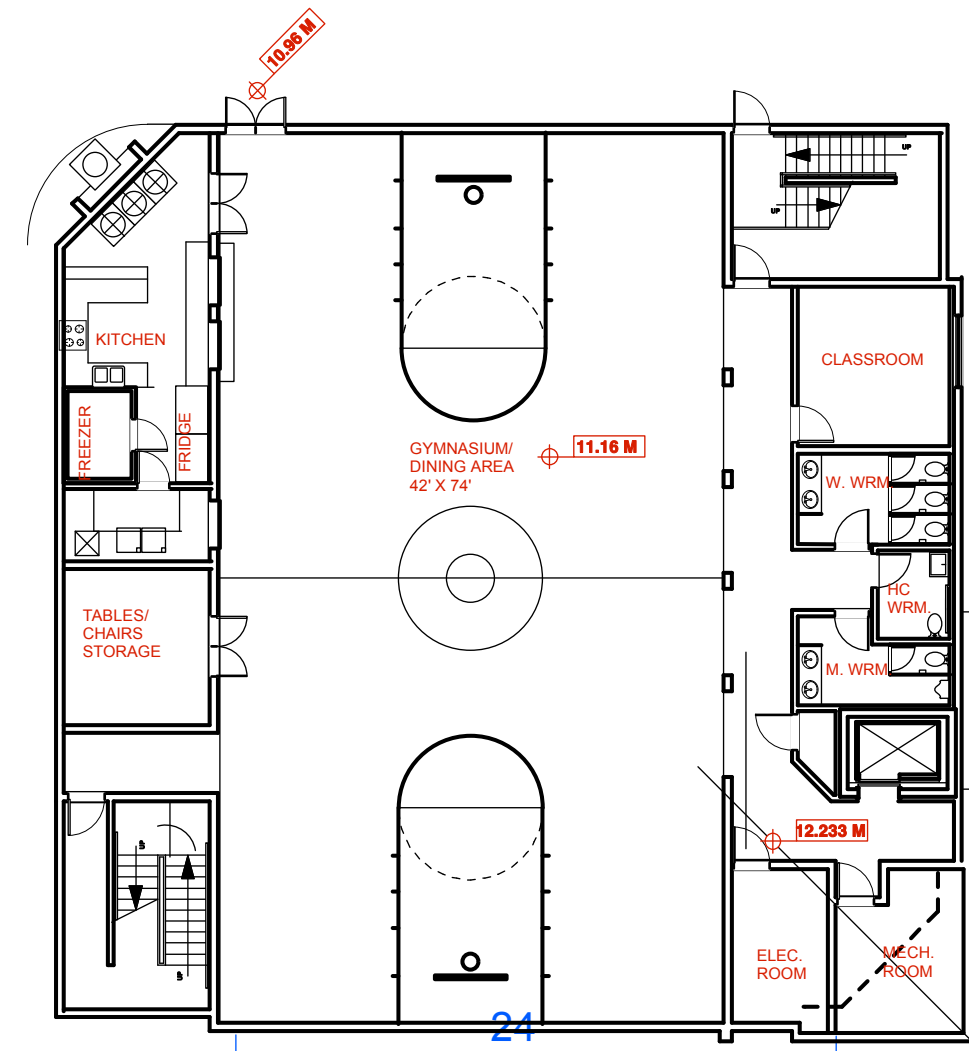 10.96 M
UP
UP
KITCHEN
CLASSROOM
FREEZER
FRIDGE
GYMNASIUM/
DINING AREA
42' X 74'
11.16 M
W. WRM
HC
WRM.
TABLES/
CHAIRS
STORAGE
M. WRM
12.233 M
UP
UP
ELEC.
ROOM
MECH.
ROOM
24